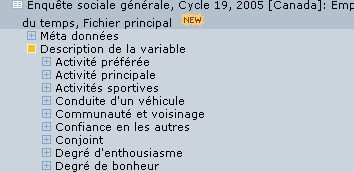 Enquête sociale générale, Cycle 19, 2005 [Canada]: Emp
du temps, Fichier principal NEW
Méta données
Description de la variable
Activité préférée
Activité principale
Activités sportives
Conduite d'un véhicule
Communauté et voisinage
Confiance en les autres
Conjoint
Degré d'enthousiasme
Degré de bonheur